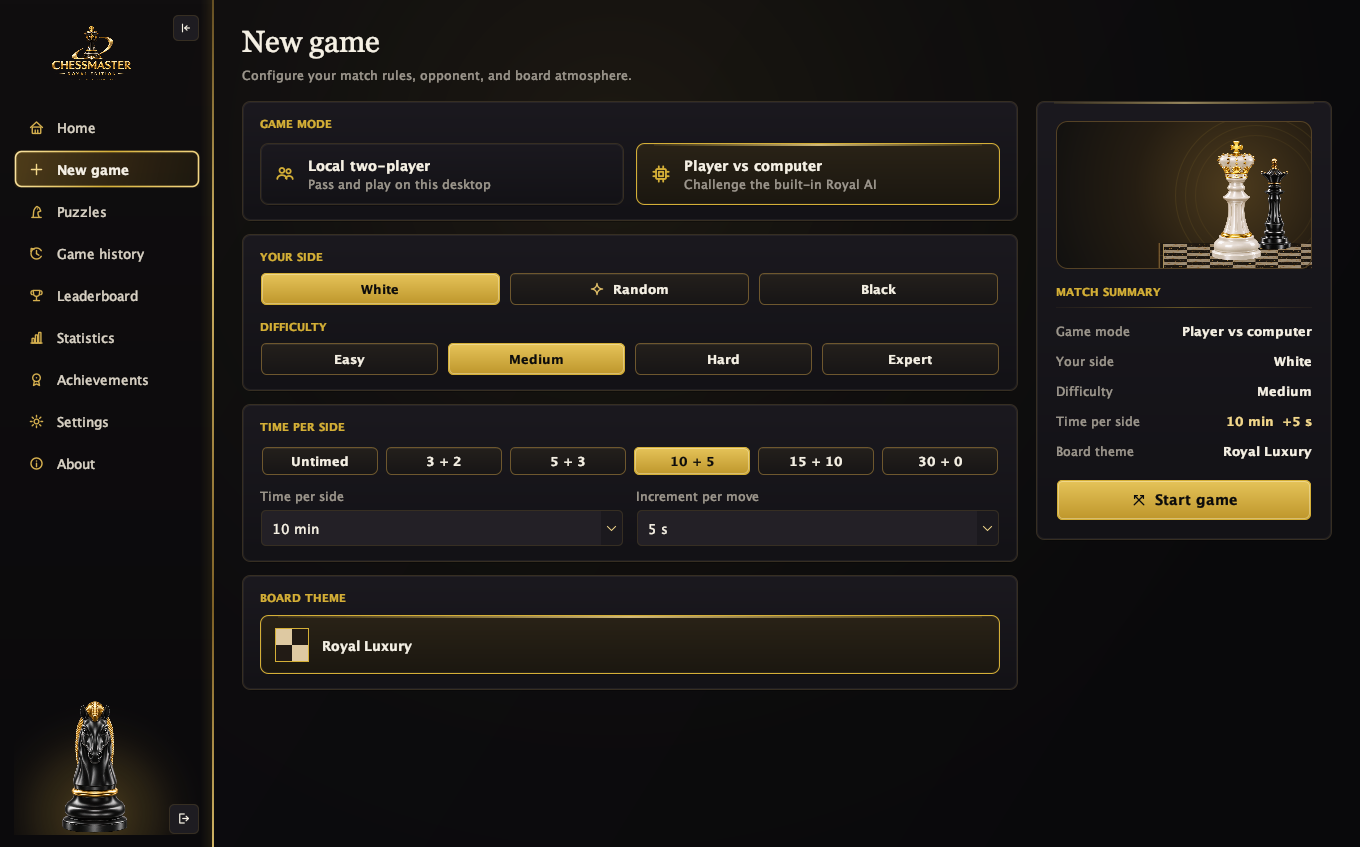 CHESSMASTER
ROYAL EDITION
Home
New game
Puzzles
Game history
Leaderboard
Statistics
Achievements
Settings
About
New game
Configure your match rules, opponent, and board atmosphere.
GAME MODE
Local two-player
Pass and play on this desktop
Player vs computer
Challenge the built-in Royal AI
YOUR SIDE
White
Random
Black
DIFFICULTY
Easy
Medium
Hard
Expert
TIME PER SIDE
Untimed
3 + 2
5 + 3
10 + 5
15 + 10
30 + 0
Time per side
Increment per move
10 min
5 s
BOARD THEME
Royal Luxury
MATCH SUMMARY
Game mode Player vs computer
Your side White
Difficulty Medium
Time per side 10 min +5 s
Board theme Royal Luxury
Start game